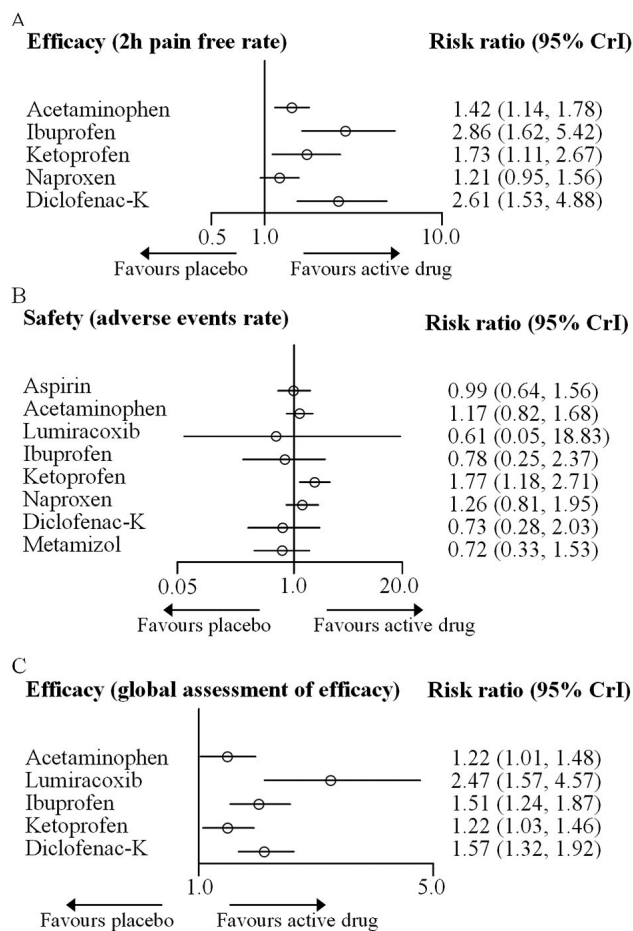 A
Efficacy (2h pain free rate) Risk ratio (95% CrI)
Acetaminophen 1.42 (1.14, 1.78)
Ibuprofen 2.86 (1.62, 5.42)
Ketoprofen 1.73 (1.11, 2.67)
Naproxen 1.21 (0.95, 1.56)
Diclofenac-K 2.61 (1.53, 4.88)
0.5 1.0 10.0
Favours placebo Favours active drug
B
Safety (adverse events rate) Risk ratio (95% CrI)
Aspirin 0.99 (0.64, 1.56)
Acetaminophen 1.17 (0.82, 1.68)
Lumiracoxib 0.61 (0.05, 18.83)
Ibuprofen 0.78 (0.25, 2.37)
Ketoprofen 1.77 (1.18, 2.71)
Naproxen 1.26 (0.81, 1.95)
Diclofenac-K 0.73 (0.28, 2.03)
Metamizol 0.72 (0.33, 1.53)
0.05 1.0 20.0
Favours placebo Favours active drug
C
Efficacy (global assessment of efficacy) Risk ratio (95% CrI)
Acetaminophen 1.22 (1.01, 1.48)
Lumiracoxib 2.47 (1.57, 4.57)
Ibuprofen 1.51 (1.24, 1.87)
Ketoprofen 1.22 (1.03, 1.46)
Diclofenac-K 1.57 (1.32, 1.92)
1.0 5.0
Favours placebo Favours active drug